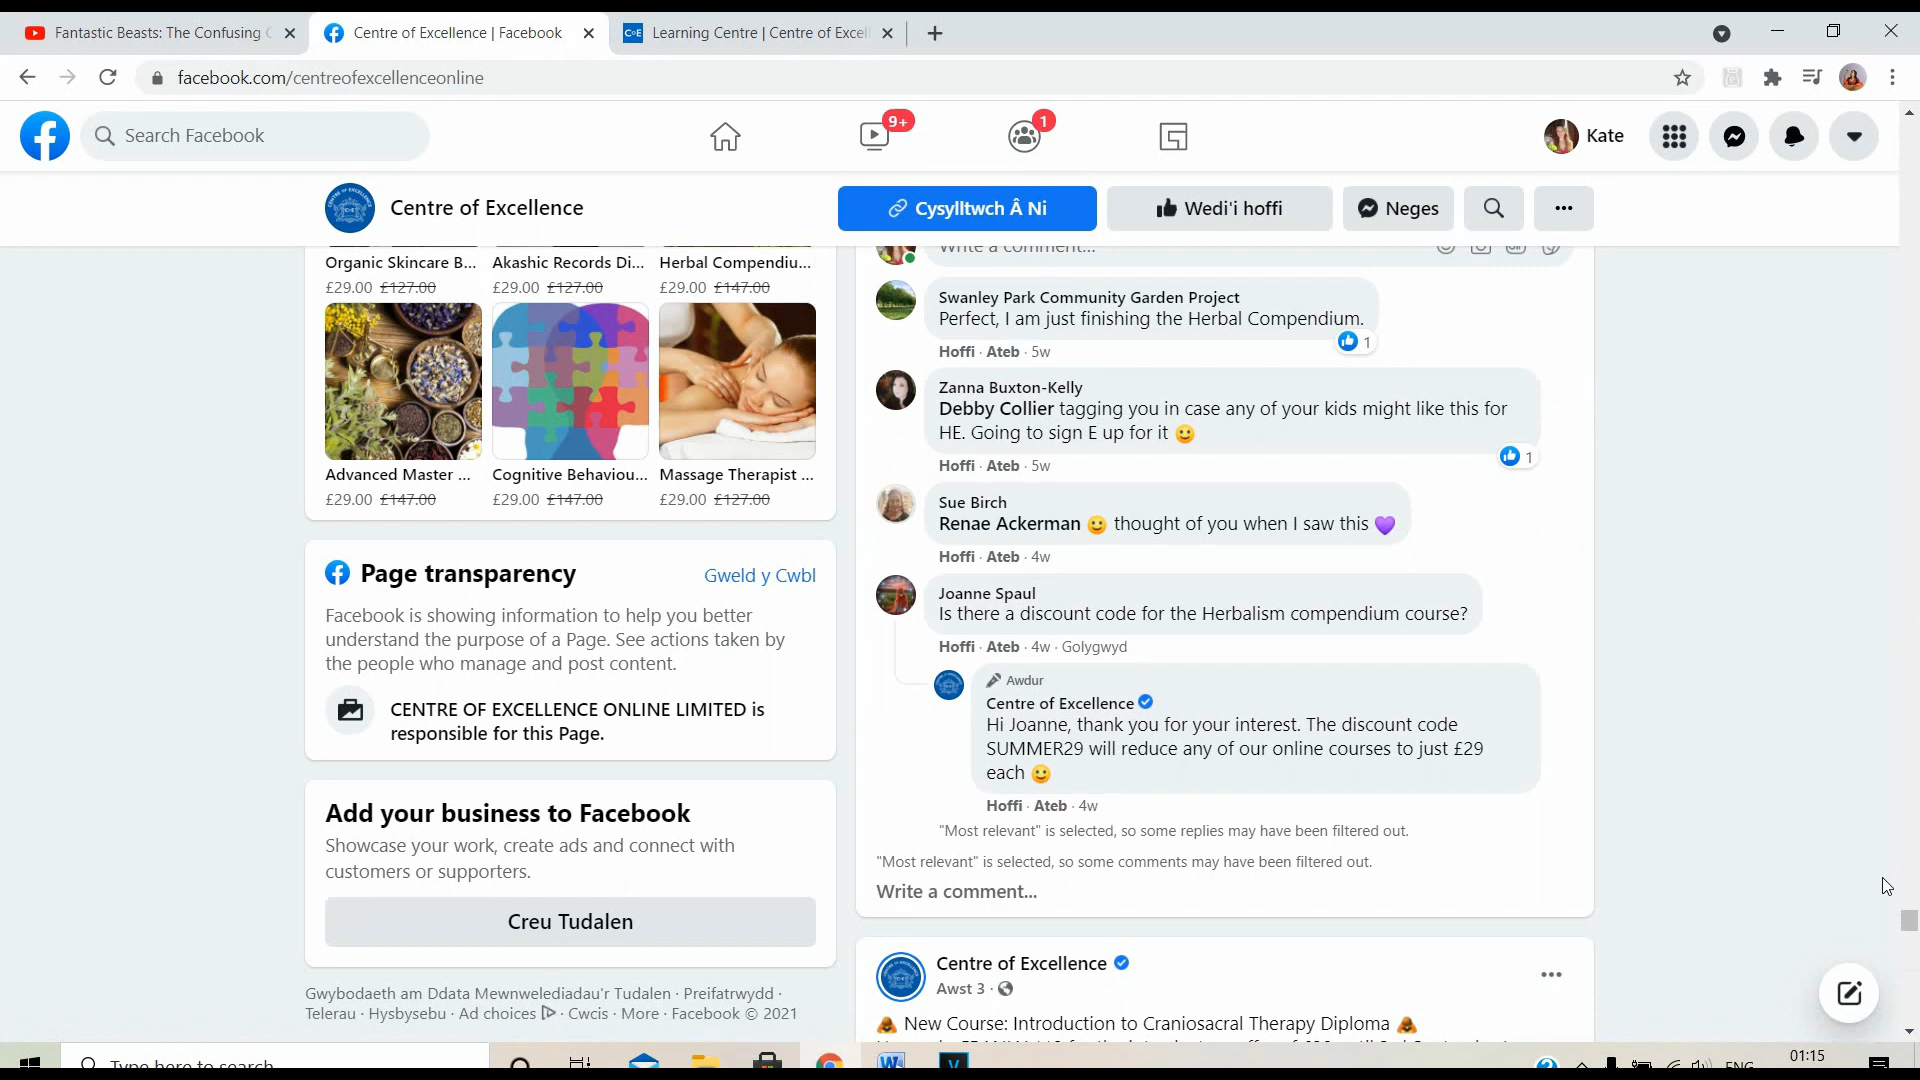 Fantastic Beasts: The Confusing
Centre of Excellence | Facebook
CoE
Learning Centre | Centre of Excel
facebook.com/centreofexcellenceonline
Search Facebook
9+
1
Kate
Centre of Excellence
Cysylltwch Â Ni
Wedi'i hoffi
Neges
Organic Skincare B...
Akashic Records Di...
Herbal Compendiu...
£29.00 £127.00
£29.00 £127.00
£29.00 £147.00
Advanced Master ...
Cognitive Behaviou...
Massage Therapist ...
£29.00 £147.00
£29.00 £147.00
£29.00 £127.00
Page transparency
Gweld y Cwbl
Facebook is showing information to help you better
understand the purpose of a Page. See actions taken by
the people who manage and post content.
CENTRE OF EXCELLENCE ONLINE LIMITED is
responsible for this Page.
Add your business to Facebook
Showcase your work, create ads and connect with
customers or supporters.
Creu Tudalen
Gwybodaeth am Ddata Mewnwelediadau'r Tudalen · Preifatrwydd ·
Telerau · Hysbysebu · Ad choices · Cwcis · More · Facebook © 2021
Write a comment...
Swanley Park Community Garden Project
Perfect, I am just finishing the Herbal Compendium.
1
Hoffi · Ateb · 5w
Zanna Buxton-Kelly
Debby Collier tagging you in case any of your kids might like this for
HE. Going to sign E up for it 🙂
1
Hoffi · Ateb · 5w
Sue Birch
Renae Ackerman 🙂 thought of you when I saw this 💜
Hoffi · Ateb · 4w
Joanne Spaul
Is there a discount code for the Herbalism compendium course?
Hoffi · Ateb · 4w · Golygwyd
Awdur
Centre of Excellence
Hi Joanne, thank you for your interest. The discount code
SUMMER29 will reduce any of our online courses to just £29
each 🙂
Hoffi · Ateb · 4w
"Most relevant" is selected, so some replies may have been filtered out.
"Most relevant" is selected, so some comments may have been filtered out.
Write a comment...
Centre of Excellence
Awst 3 ·
New Course: Introduction to Craniosacral Therapy Diploma
Type here to search
ENG
01:15